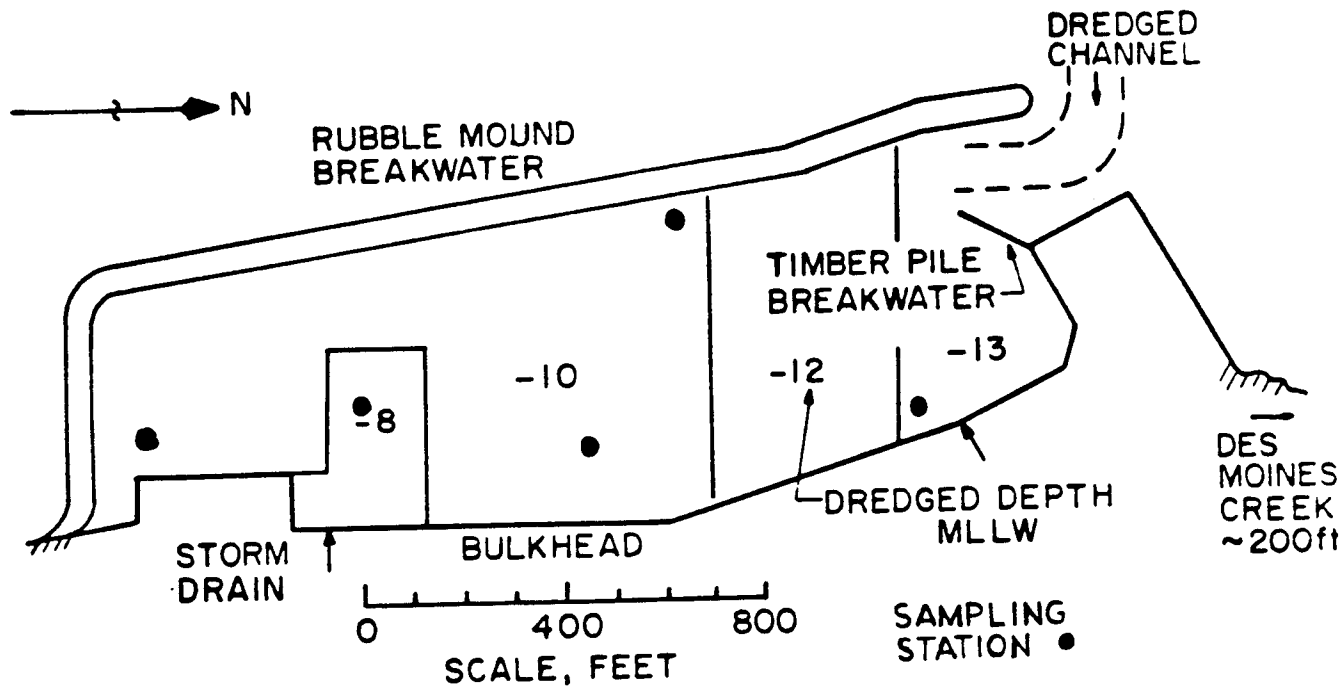 DREDGED
CHANNEL
N
RUBBLE MOUND
BREAKWATER
TIMBER PILE
BREAKWATER
-13
-10
-12
-8
DES
MOINES
CREEK
~200ft
DREDGED DEPTH
MLLW
STORM
DRAIN
BULKHEAD
0 400 800
SCALE, FEET
SAMPLING
STATION